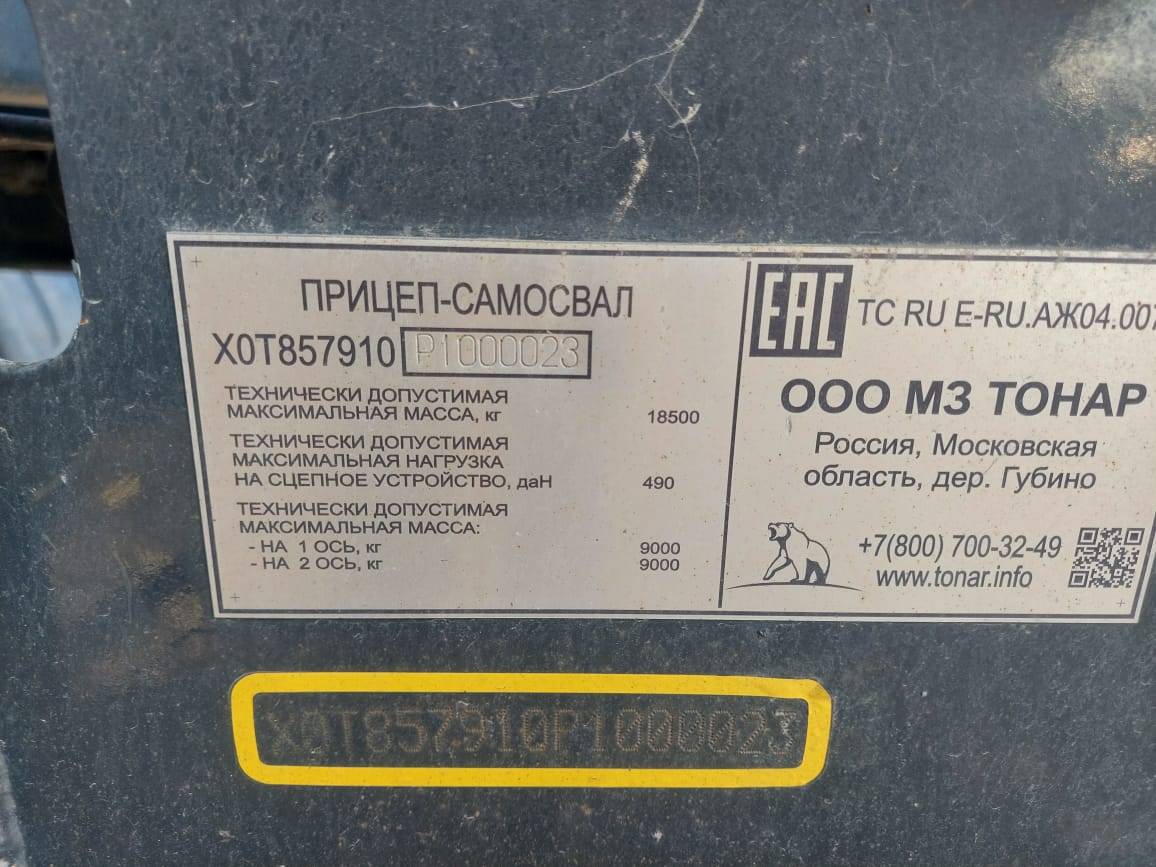 ПРИЦЕП-САМОСВАЛ
X0T857910 P1000023
ТЕХНИЧЕСКИ ДОПУСТИМАЯ
МАКСИМАЛЬНАЯ МАССА, кг 18500
ТЕХНИЧЕСКИ ДОПУСТИМАЯ
МАКСИМАЛЬНАЯ НАГРУЗКА
НА СЦЕПНОЕ УСТРОЙСТВО, даН 490
ТЕХНИЧЕСКИ ДОПУСТИМАЯ
МАКСИМАЛЬНАЯ МАССА:
- НА 1 ОСЬ, кг 9000
- НА 2 ОСЬ, кг 9000
EAC TC RU E-RU.АЖ04.007
ООО МЗ ТОНАР
Россия, Московская
область, дер. Губино
+7(800) 700-32-49
www.tonar.info
X0T857910P1000023